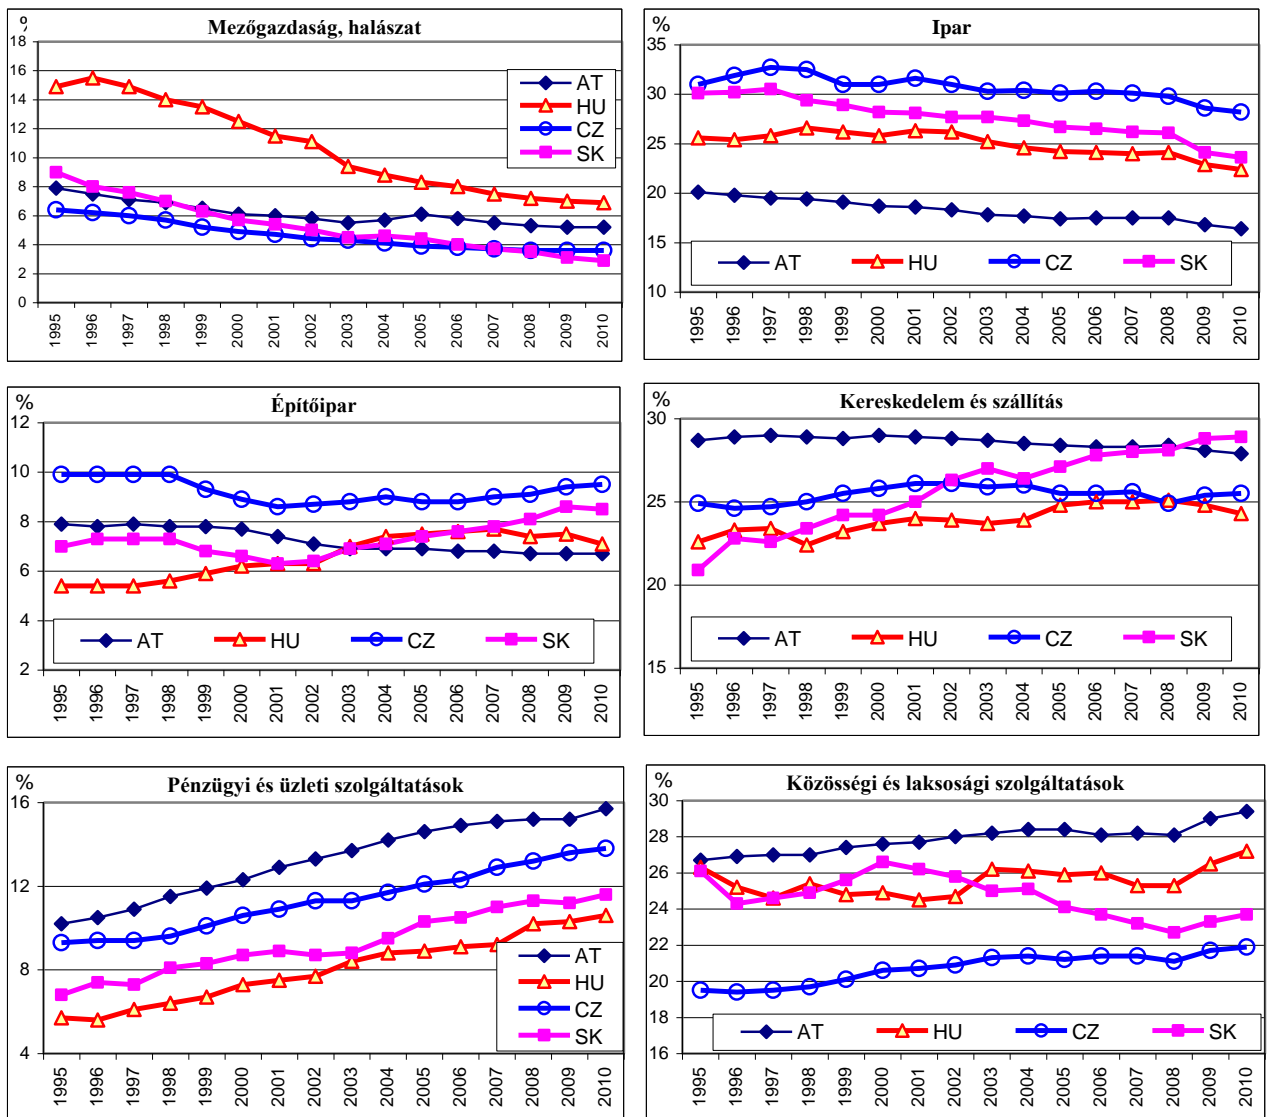 %
Mezőgazdaság, halászat
18
16
14
12
10
8
6
4
2
0
AT
HU
CZ
SK
1995 1996 1997 1998 1999 2000 2001 2002 2003 2004 2005 2006 2007 2008 2009 2010
%
Ipar
35
30
25
20
15
10
AT HU CZ SK
1995 1996 1997 1998 1999 2000 2001 2002 2003 2004 2005 2006 2007 2008 2009 2010
%
Építőipar
12
10
8
6
4
2
AT HU CZ SK
1995 1996 1997 1998 1999 2000 2001 2002 2003 2004 2005 2006 2007 2008 2009 2010
%
Kereskedelem és szállítás
30
25
20
15
AT HU CZ SK
1995 1996 1997 1998 1999 2000 2001 2002 2003 2004 2005 2006 2007 2008 2009 2010
%
Pénzügyi és üzleti szolgáltatások
16
12
8
4
AT
HU
CZ
SK
1995 1996 1997 1998 1999 2000 2001 2002 2003 2004 2005 2006 2007 2008 2009 2010
%
Közösségi és laksosági szolgáltatások
30
28
26
24
22
20
18
16
AT HU CZ SK
1995 1996 1997 1998 1999 2000 2001 2002 2003 2004 2005 2006 2007 2008 2009 2010